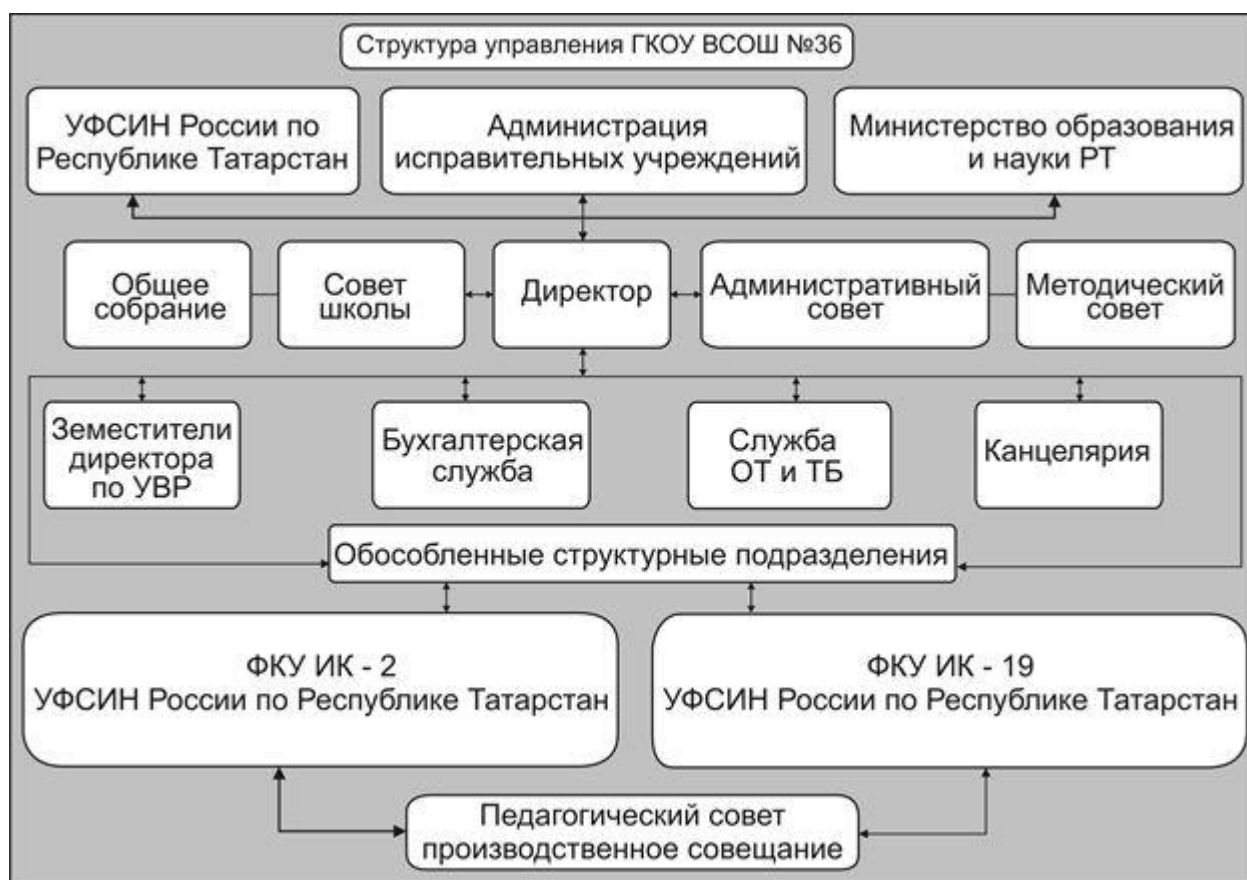 Структура управления ГКОУ ВСОШ №36
УФСИН России по
Республике Татарстан
Администрация
исправительных учреждений
Министерство образования
и науки РТ
Общее
собрание
Совет
школы
Директор
Административный
совет
Методический
совет
Земестители
директора
по УВР
Бухгалтерская
служба
Служба
ОТ и ТБ
Канцелярия
Обособленные структурные подразделения
ФКУ ИК - 2
УФСИН России по Республике Татарстан
ФКУ ИК - 19
УФСИН России по Республике Татарстан
Педагогический совет
производственное совещание